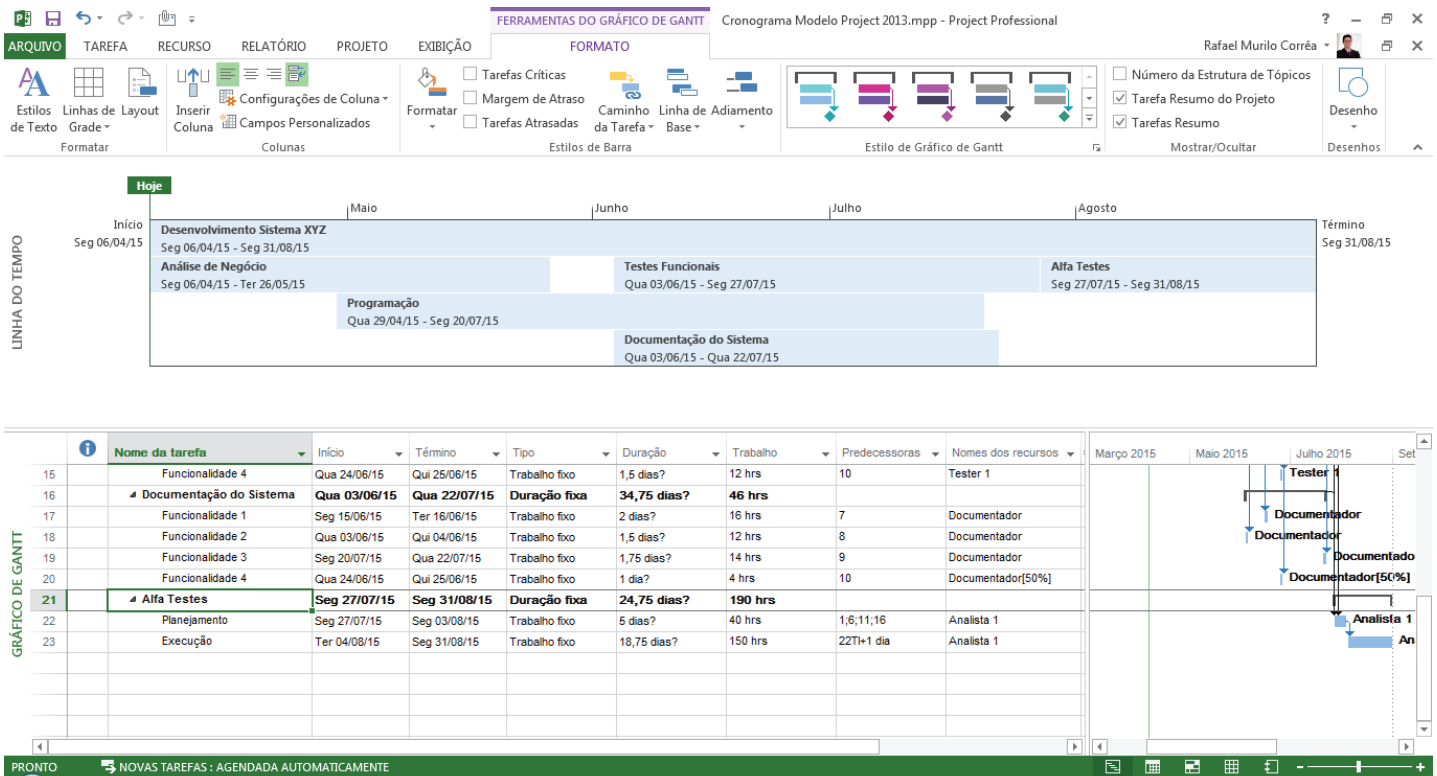 FERRAMENTAS DO GRÁFICO DE GANTT
Cronograma Modelo Project 2013.mpp - Project Professional
ARQUIVO TAREFA RECURSO RELATÓRIO PROJETO EXIBIÇÃO FORMATO
Rafael Murilo Corrêa
Estilos de Texto
Linhas de Grade
Layout
Formatar
Inserir Coluna
Configurações de Coluna
Campos Personalizados
Colunas
Formatar
Tarefas Críticas
Margem de Atraso
Tarefas Atrasadas
Caminho da Tarefa
Linha de Base
Adiamento
Estilos de Barra
Estilo de Gráfico de Gantt
Número da Estrutura de Tópicos
Tarefa Resumo do Projeto
Tarefas Resumo
Mostrar/Ocultar
Desenho
Desenhos
LINHA DO TEMPO
Hoje
Maio Junho Julho Agosto
Início
Seg 06/04/15
Desenvolvimento Sistema XYZ
Seg 06/04/15 - Seg 31/08/15
Término
Seg 31/08/15
Análise de Negócio
Seg 06/04/15 - Ter 26/05/15
Testes Funcionais
Qua 03/06/15 - Seg 27/07/15
Alfa Testes
Seg 27/07/15 - Seg 31/08/15
Programação
Qua 29/04/15 - Seg 20/07/15
Documentação do Sistema
Qua 03/06/15 - Qua 22/07/15
GRÁFICO DE GANTT
Nome da tarefa Início Término Tipo Duração Trabalho Predecessoras Nomes dos recursos
15 Funcionalidade 4 Qua 24/06/15 Qui 25/06/15 Trabalho fixo 1,5 dias? 12 hrs 10 Tester 1
16 Documentação do Sistema Qua 03/06/15 Qua 22/07/15 Duração fixa 34,75 dias? 46 hrs
17 Funcionalidade 1 Seg 15/06/15 Ter 16/06/15 Trabalho fixo 2 dias? 16 hrs 7 Documentador
18 Funcionalidade 2 Qua 03/06/15 Qui 04/06/15 Trabalho fixo 1,5 dias? 12 hrs 8 Documentador
19 Funcionalidade 3 Seg 20/07/15 Qua 22/07/15 Trabalho fixo 1,75 dias? 14 hrs 9 Documentador
20 Funcionalidade 4 Qua 24/06/15 Qui 25/06/15 Trabalho fixo 1 dia? 4 hrs 10 Documentador[50%]
21 Alfa Testes Seg 27/07/15 Seg 31/08/15 Duração fixa 24,75 dias? 190 hrs
22 Planejamento Seg 27/07/15 Seg 03/08/15 Trabalho fixo 5 dias? 40 hrs 1;6;11;16 Analista 1
23 Execução Ter 04/08/15 Seg 31/08/15 Trabalho fixo 18,75 dias? 150 hrs 22TI+1 dia Analista 1
Março 2015 Maio 2015 Julho 2015 Set
Tester 1
Documentador
Documentador
Documentado
Documentador[50%]
Analista 1
An
PRONTO NOVAS TAREFAS : AGENDADA AUTOMATICAMENTE